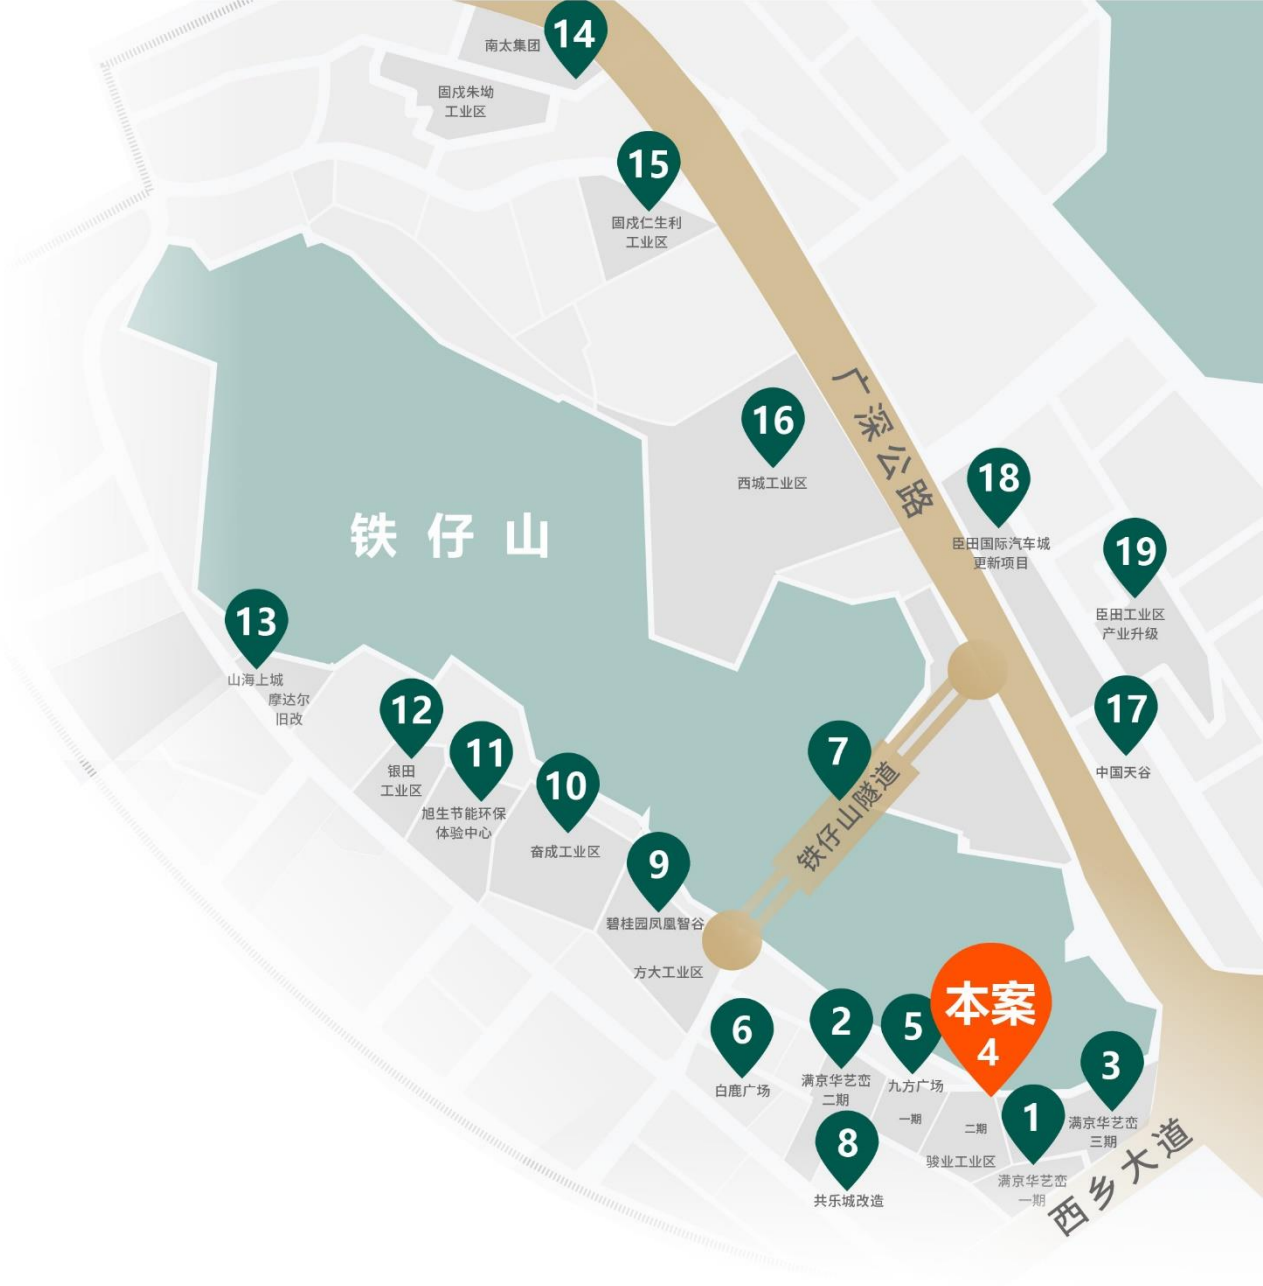 14
南太集团
固戍朱坳
工业区
15
固戍仁生利
工业区
广深公路
16
西城工业区
18
臣田国际汽车城
更新项目
19
臣田工业区
产业升级
铁仔山
13
山海上城
摩达尔
旧改
12
银田
工业区
11
旭生节能环保
体验中心
10
奋成工业区
17
中国天谷
7
铁仔山隧道
9
碧桂园凤凰智谷
方大工业区
6
白鹿广场
2
满京华艺峦
二期
5
九方广场
一期
本案
4
二期
骏业工业区
3
满京华艺峦
三期
1
满京华艺峦
一期
8
共乐城改造
西乡大道